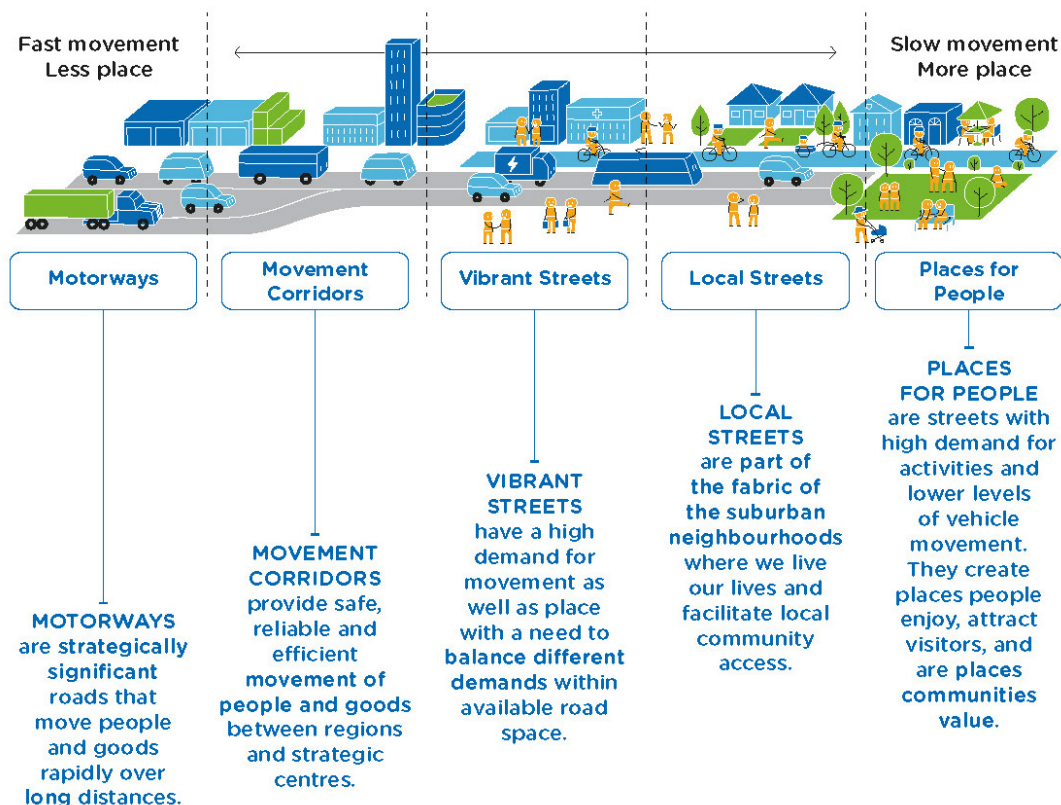 Fast movement
Less place
Slow movement
More place
Motorways
Movement
Corridors
Vibrant Streets
Local Streets
Places for
People
MOTORWAYS
are strategically
significant
roads that
move people
and goods
rapidly over
long distances.
MOVEMENT
CORRIDORS
provide safe,
reliable and
efficient
movement of
people and goods
between regions
and strategic
centres.
VIBRANT
STREETS
have a high
demand for
movement as
well as place
with a need to
balance different
demands within
available road
space.
LOCAL
STREETS
are part of
the fabric of
the suburban
neighbourhoods
where we live
our lives and
facilitate local
community
access.
PLACES
FOR PEOPLE
are streets with
high demand for
activities and
lower levels
of vehicle
movement.
They create
places people
enjoy, attract
visitors, and
are places
communities
value.